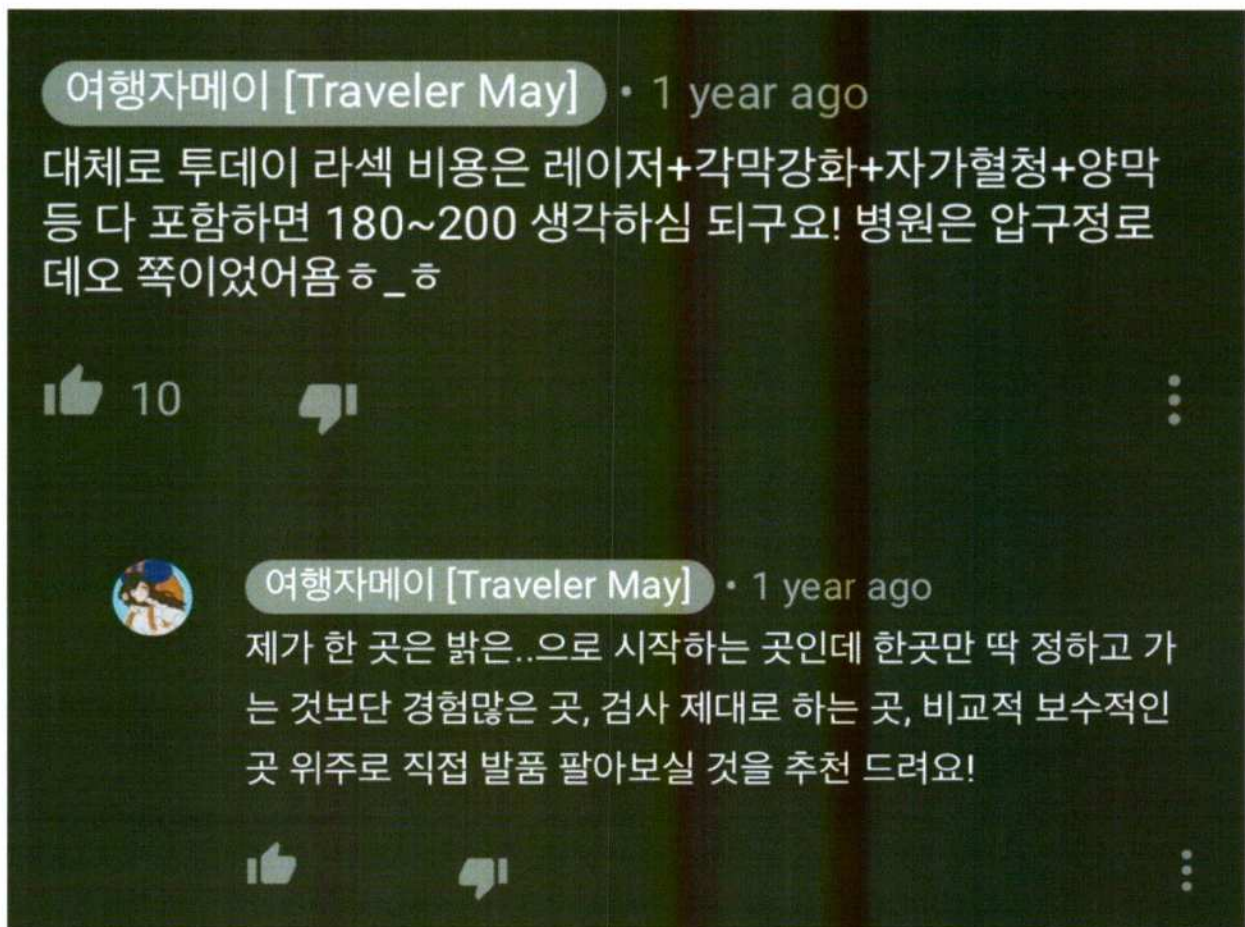 여행자메이 [Traveler May] • 1 year ago
대체로 투데이 라섹 비용은 레이저+각막강화+자가혈청+양막
등 다 포함하면 180~200 생각하심 되구요! 병원은 압구정로
데오 쪽이었어욤ㅎ_ㅎ
10
여행자메이 [Traveler May] • 1 year ago
제가 한 곳은 밝은..으로 시작하는 곳인데 한곳만 딱 정하고 가
는 것보단 경험많은 곳, 검사 제대로 하는 곳, 비교적 보수적인
곳 위주로 직접 발품 팔아보실 것을 추천 드려요!